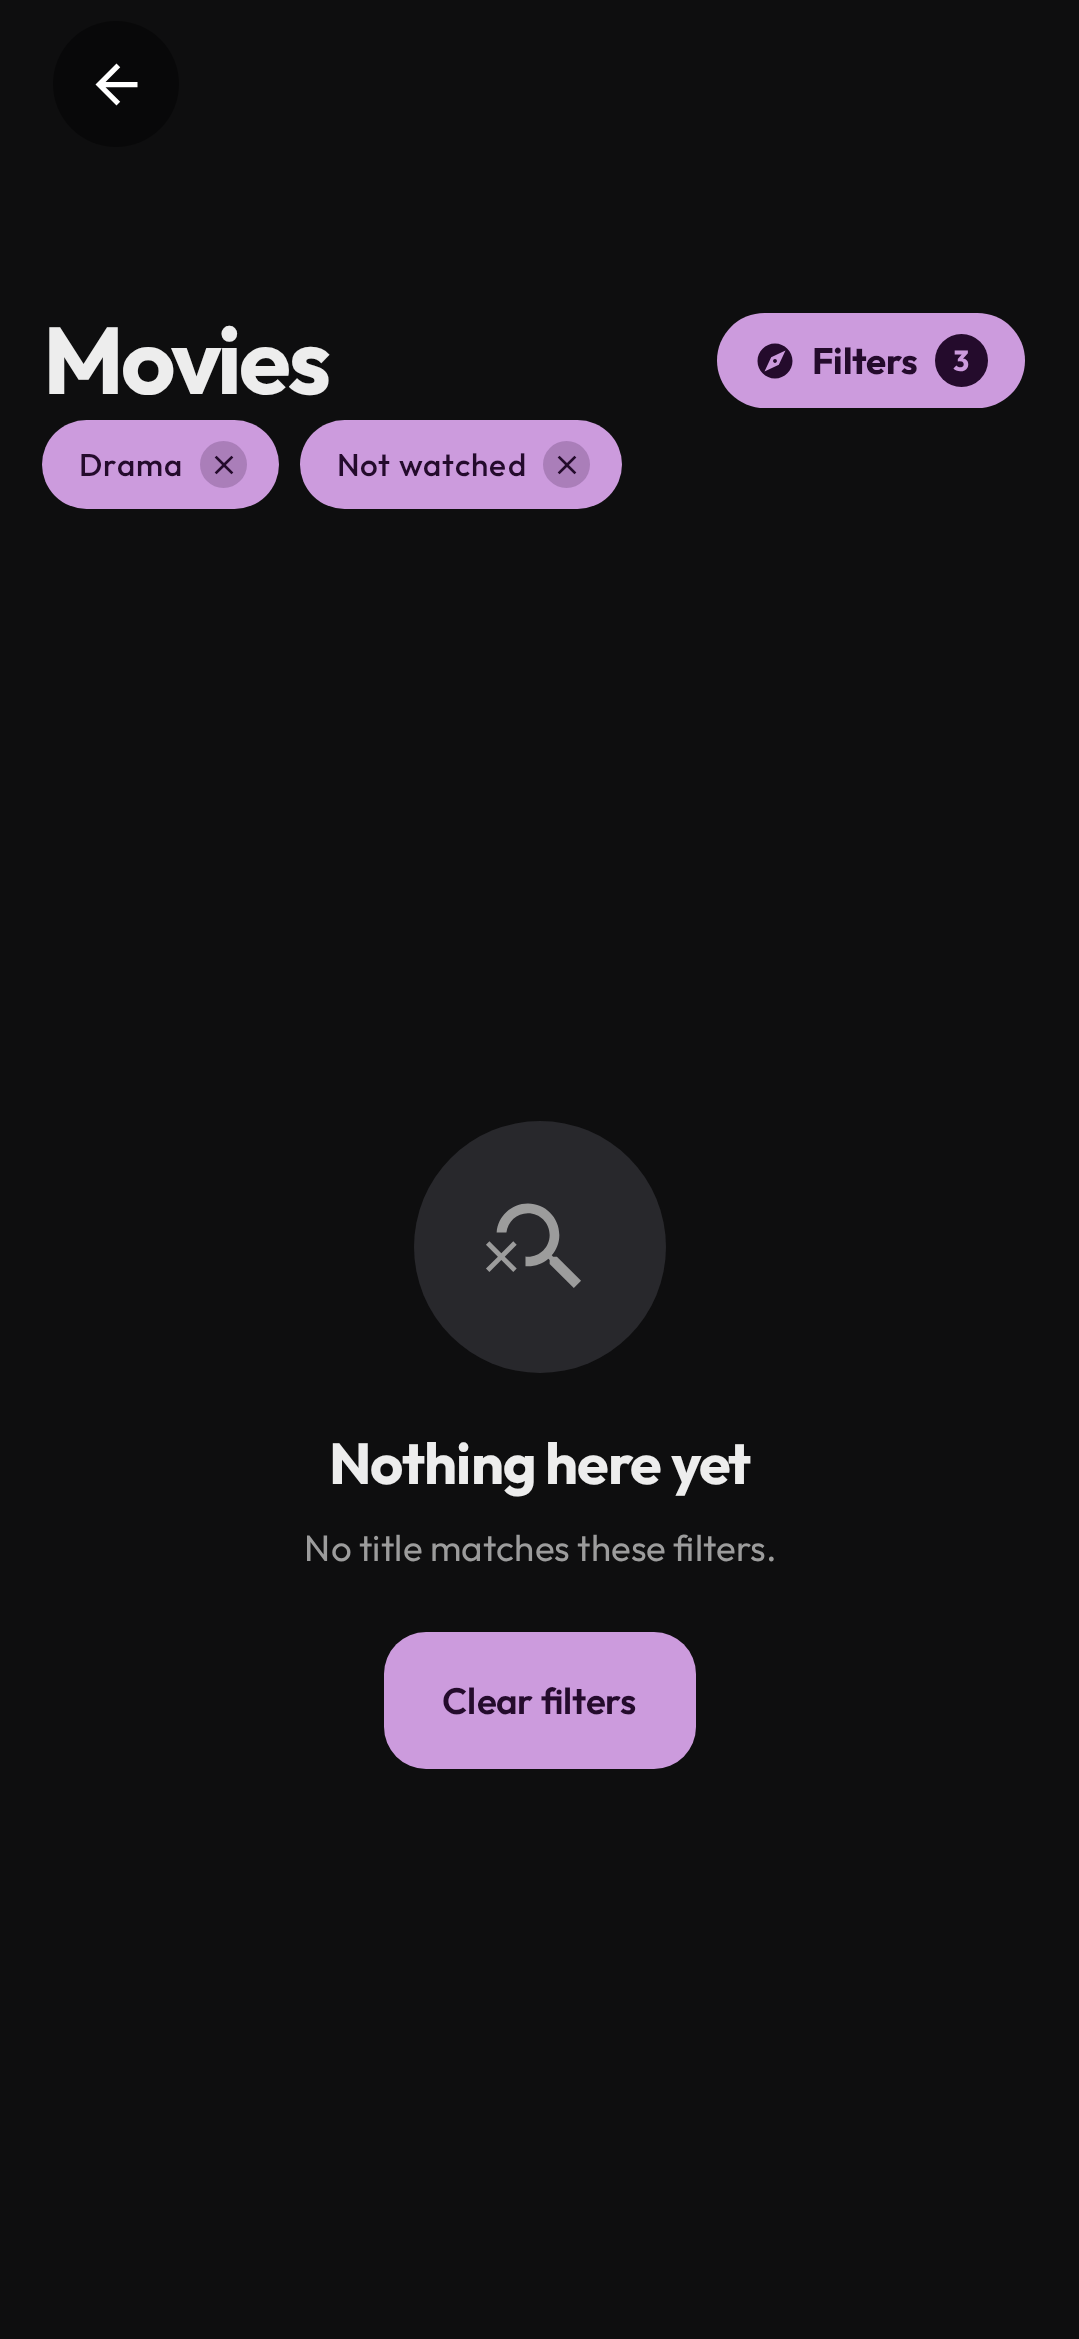 Movies
Filters 3
Drama
Not watched
Nothing here yet
No title matches these filters.
Clear filters